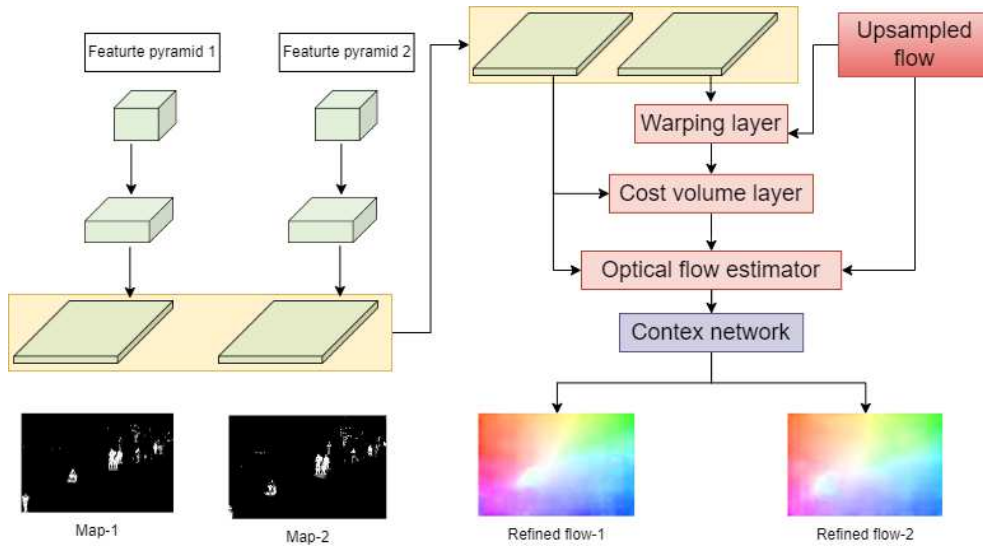 Featurte pyramid 1
Featurte pyramid 2
Upsampled
flow
Warping layer
Cost volume layer
Optical flow estimator
Contex network
Map-1
Map-2
Refined flow-1
Refined flow-2